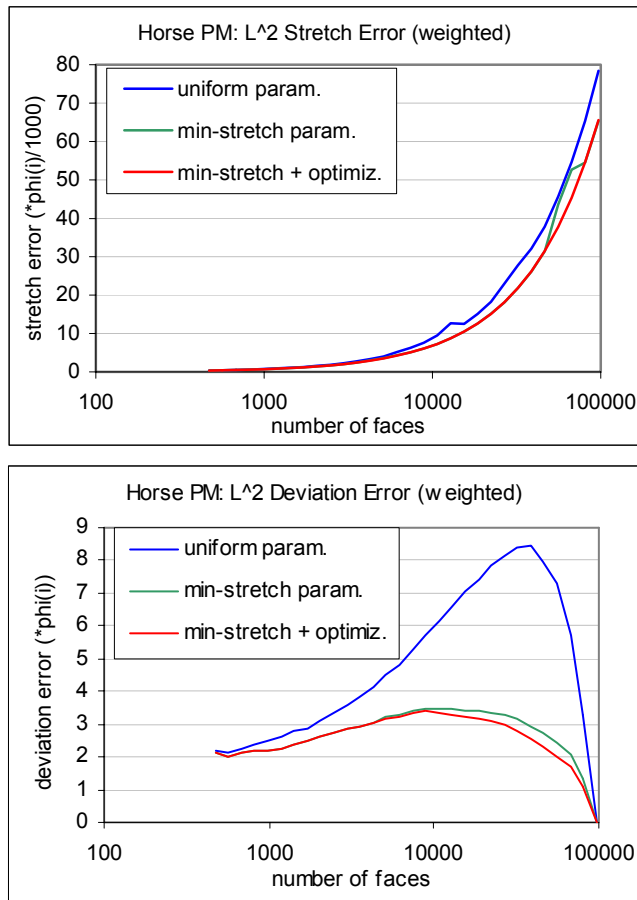 Horse PM: L^2 Stretch Error (weighted)
80
70
60
50
40
30
20
10
0
stretch error (*phi(i)/1000)
uniform param.
min-stretch param.
min-stretch + optimiz.
100 1000 10000 100000
number of faces
Horse PM: L^2 Deviation Error (weighted)
9
8
7
6
5
4
3
2
1
0
deviation error (*phi(i))
uniform param.
min-stretch param.
min-stretch + optimiz.
100 1000 10000 100000
number of faces